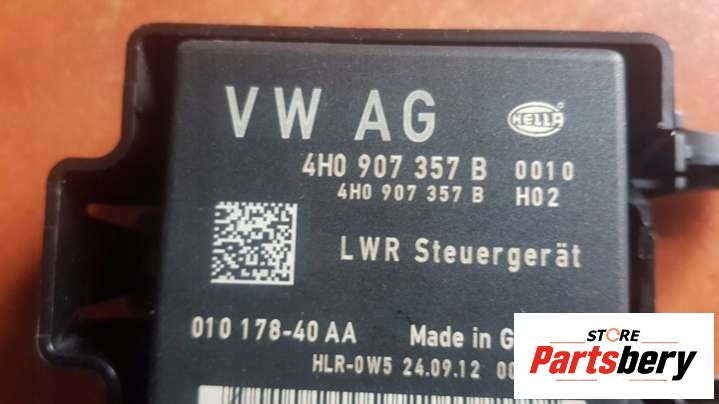 VW AG
HELLA
4H0 907 357 B 0010
4H0 907 357 B H02
LWR Steuergerät
010 178-40 AA Made in G
HLR-0W5 24.09.12 00
STORE
Partsbery